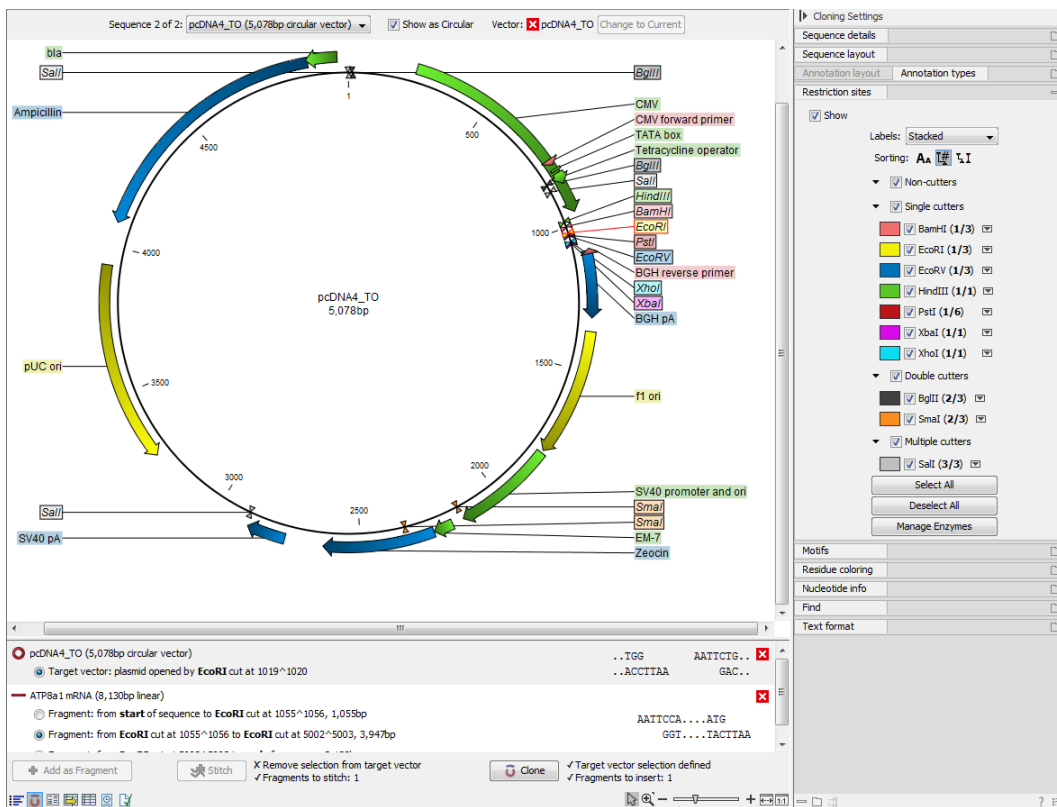 Sequence 2 of 2: pcDNA4_TO (5,078bp circular vector) Show as Circular Vector: pcDNA4_TO Change to Current
bla
SalI
Ampicillin
pUC ori
SalI
SV40 pA
1
500
1000
1500
2000
2500
3000
3500
4000
4500
pcDNA4_TO
5,078bp
BglII
CMV
CMV forward primer
TATA box
Tetracycline operator
BglII
SalI
HindIII
BamHI
EcoRI
PstI
EcoRV
BGH reverse primer
XhoI
XbaI
BGH pA
f1 ori
SV40 promoter and ori
SmaI
SmaI
EM-7
Zeocin
pcDNA4_TO (5,078bp circular vector)
Target vector: plasmid opened by EcoRI cut at 1019^1020
..TGG AATTCTG..
..ACCTTAA GAC..
ATP8a1 mRNA (8,130bp linear)
Fragment: from start of sequence to EcoRI cut at 1055^1056, 1,055bp
Fragment: from EcoRI cut at 1055^1056 to EcoRI cut at 5002^5003, 3,947bp
AATTCCA....ATG
GGT....TACTTAA
Add as Fragment
Stitch
X Remove selection from target vector
√ Fragments to stitch: 1
Clone
√ Target vector selection defined
√ Fragments to insert: 1
1:1
Cloning Settings
Sequence details
Sequence layout
Annotation layout Annotation types
Restriction sites
Show
Labels: Stacked
Sorting:
Non-cutters
Single cutters
BamHI (1/3)
EcoRI (1/3)
EcoRV (1/3)
HindIII (1/1)
PstI (1/6)
XbaI (1/1)
XhoI (1/1)
Double cutters
BglII (2/3)
SmaI (2/3)
Multiple cutters
SalI (3/3)
Select All
Deselect All
Manage Enzymes
Motifs
Residue coloring
Nucleotide info
Find
Text format